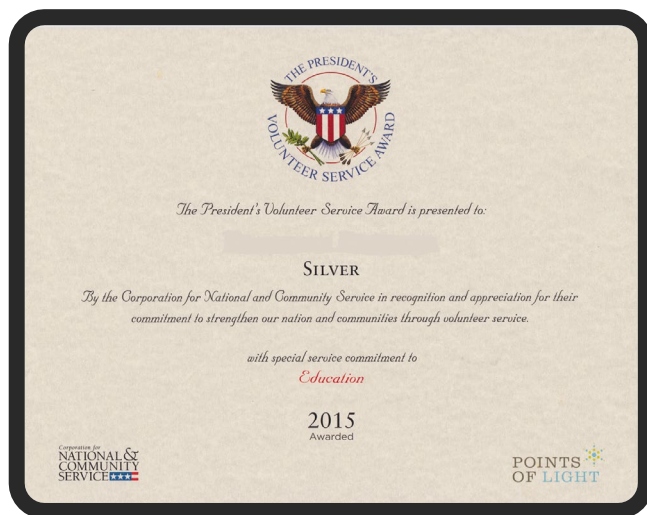 THE PRESIDENT'S
VOLUNTEER SERVICE AWARD
The President's Volunteer Service Award is presented to:
SILVER
By the Corporation for National and Community Service in recognition and appreciation for their
commitment to strengthen our nation and communities through volunteer service.
with special service commitment to
Education
2015
Awarded
Corporation for
NATIONAL &
COMMUNITY
SERVICE
POINTS
OF LIGHT